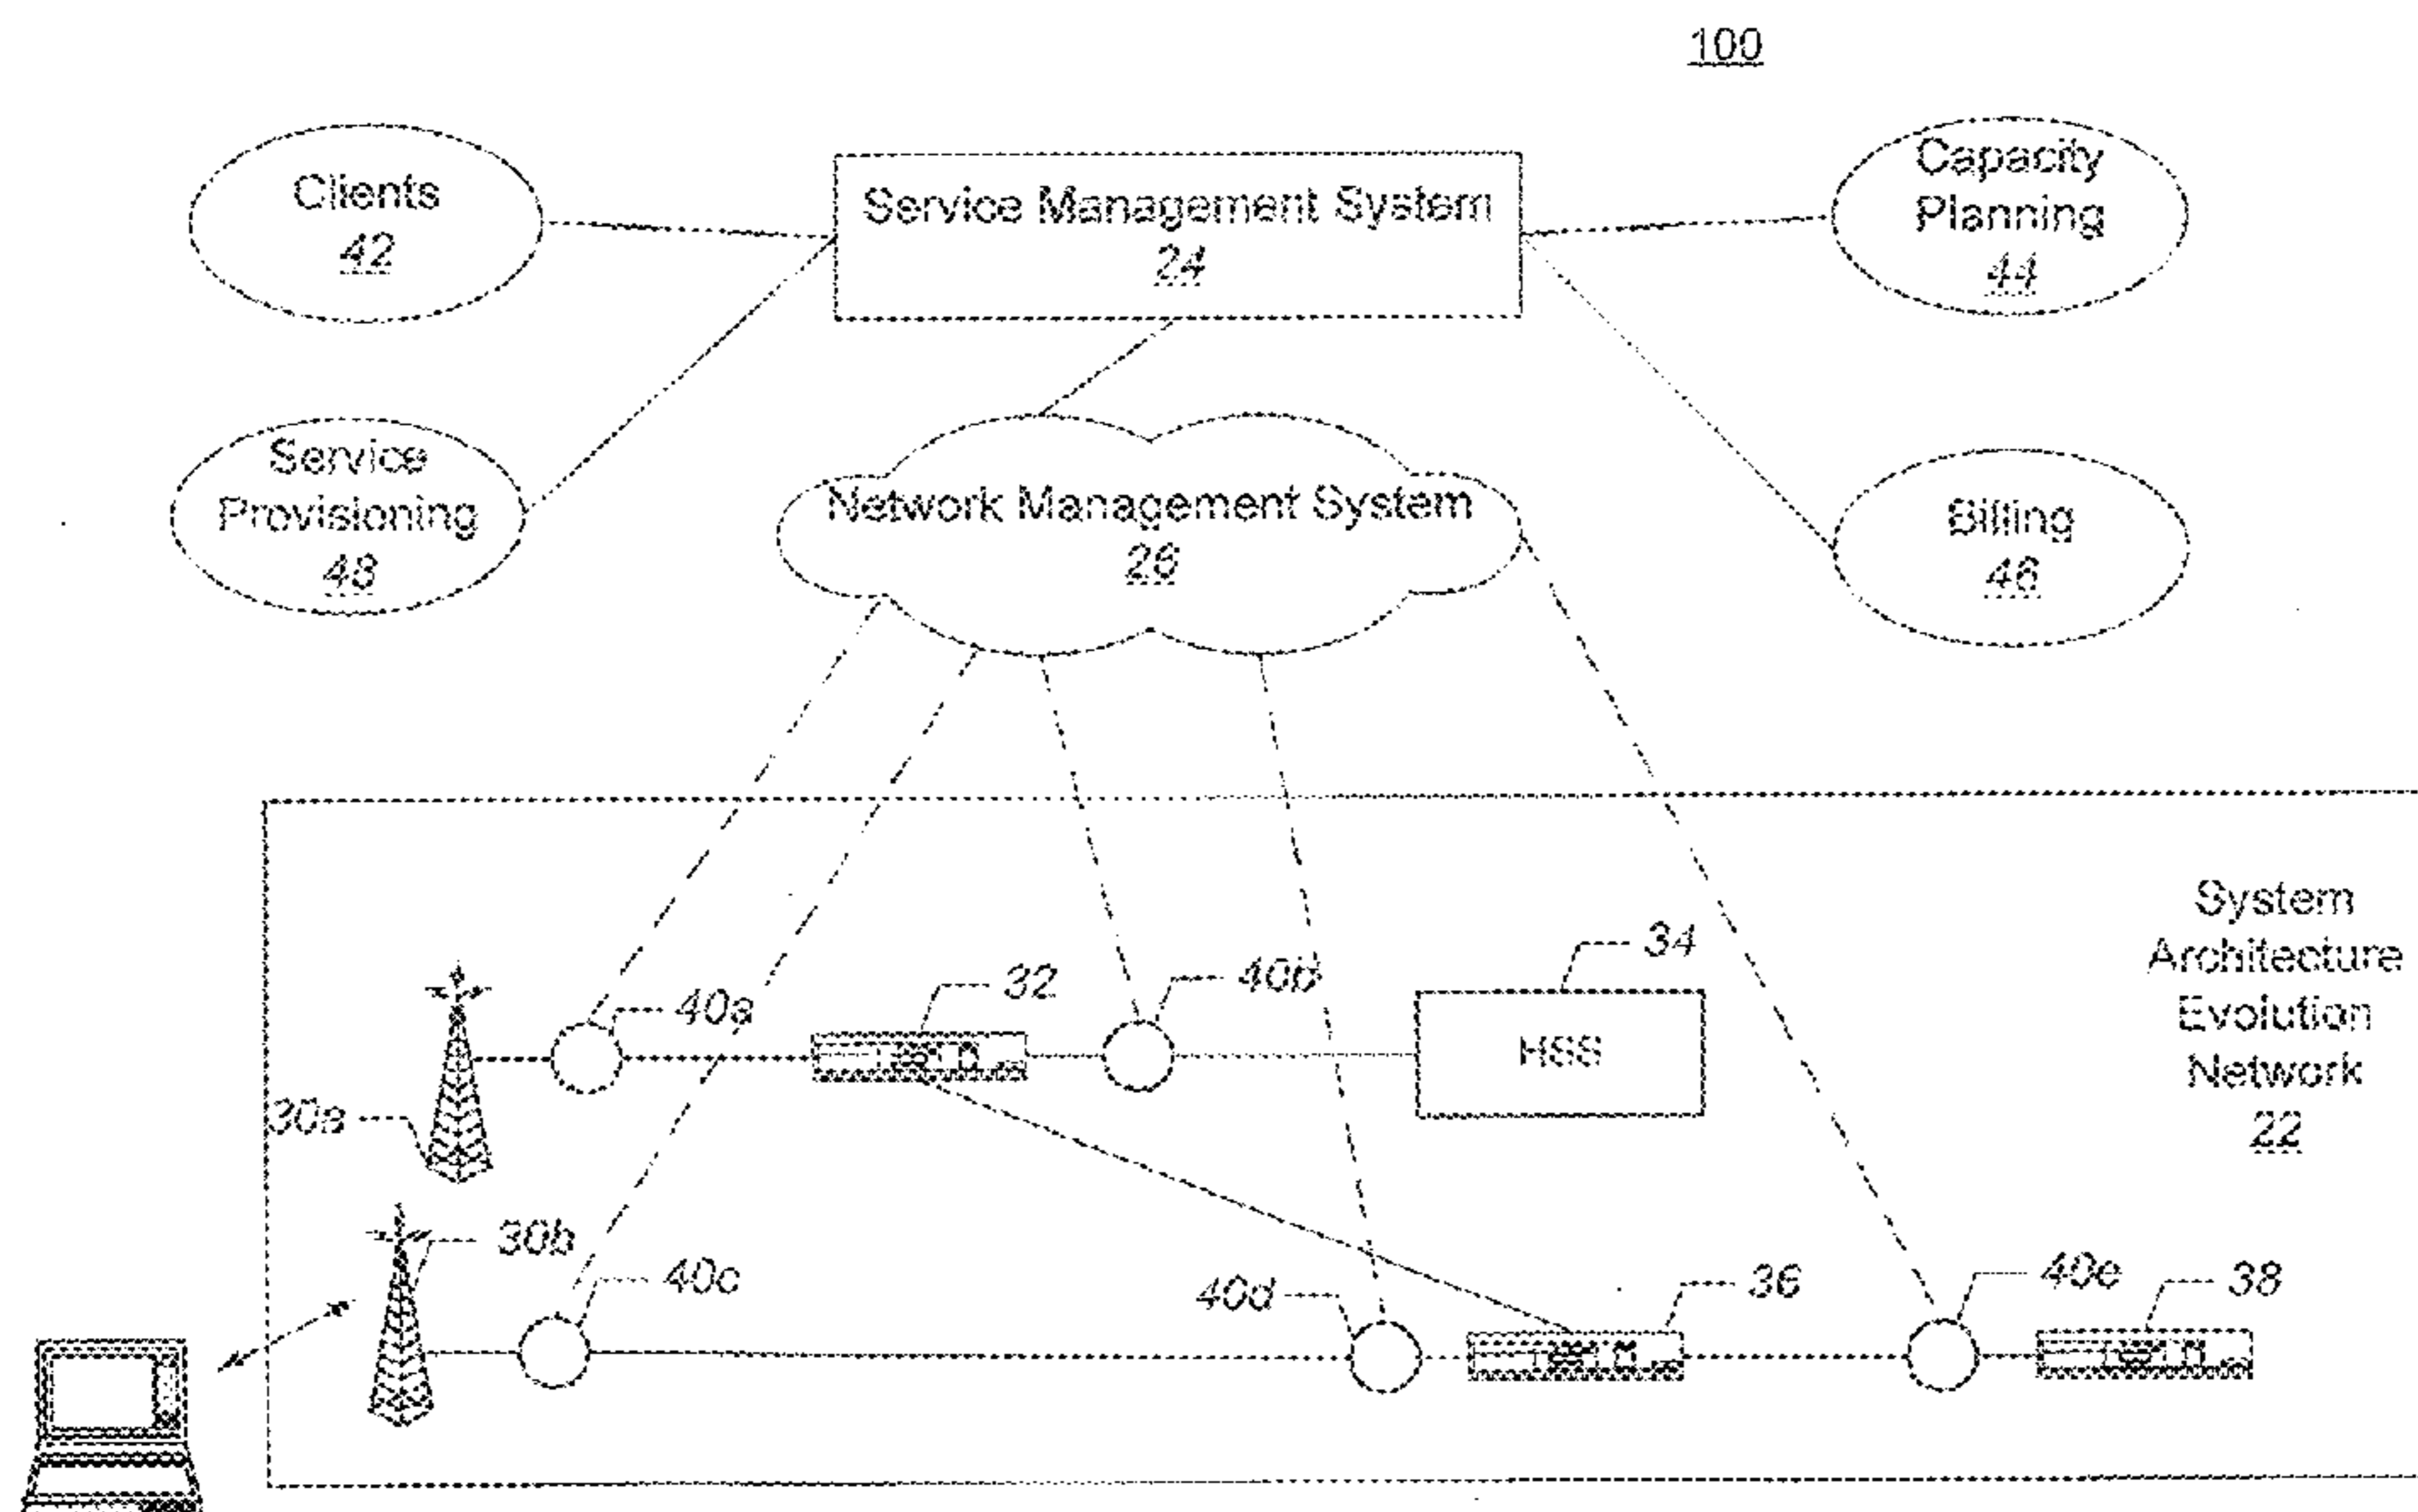 100
Clients
42
Service Management System
24
Capacity
Planning
44
Service
Provisioning
48
Network Management System
26
Billing
46
System
Architecture
Evolution
Network
22
34
32
40b
40a
HSS
30a
30b
40c
40d
36
40e
38